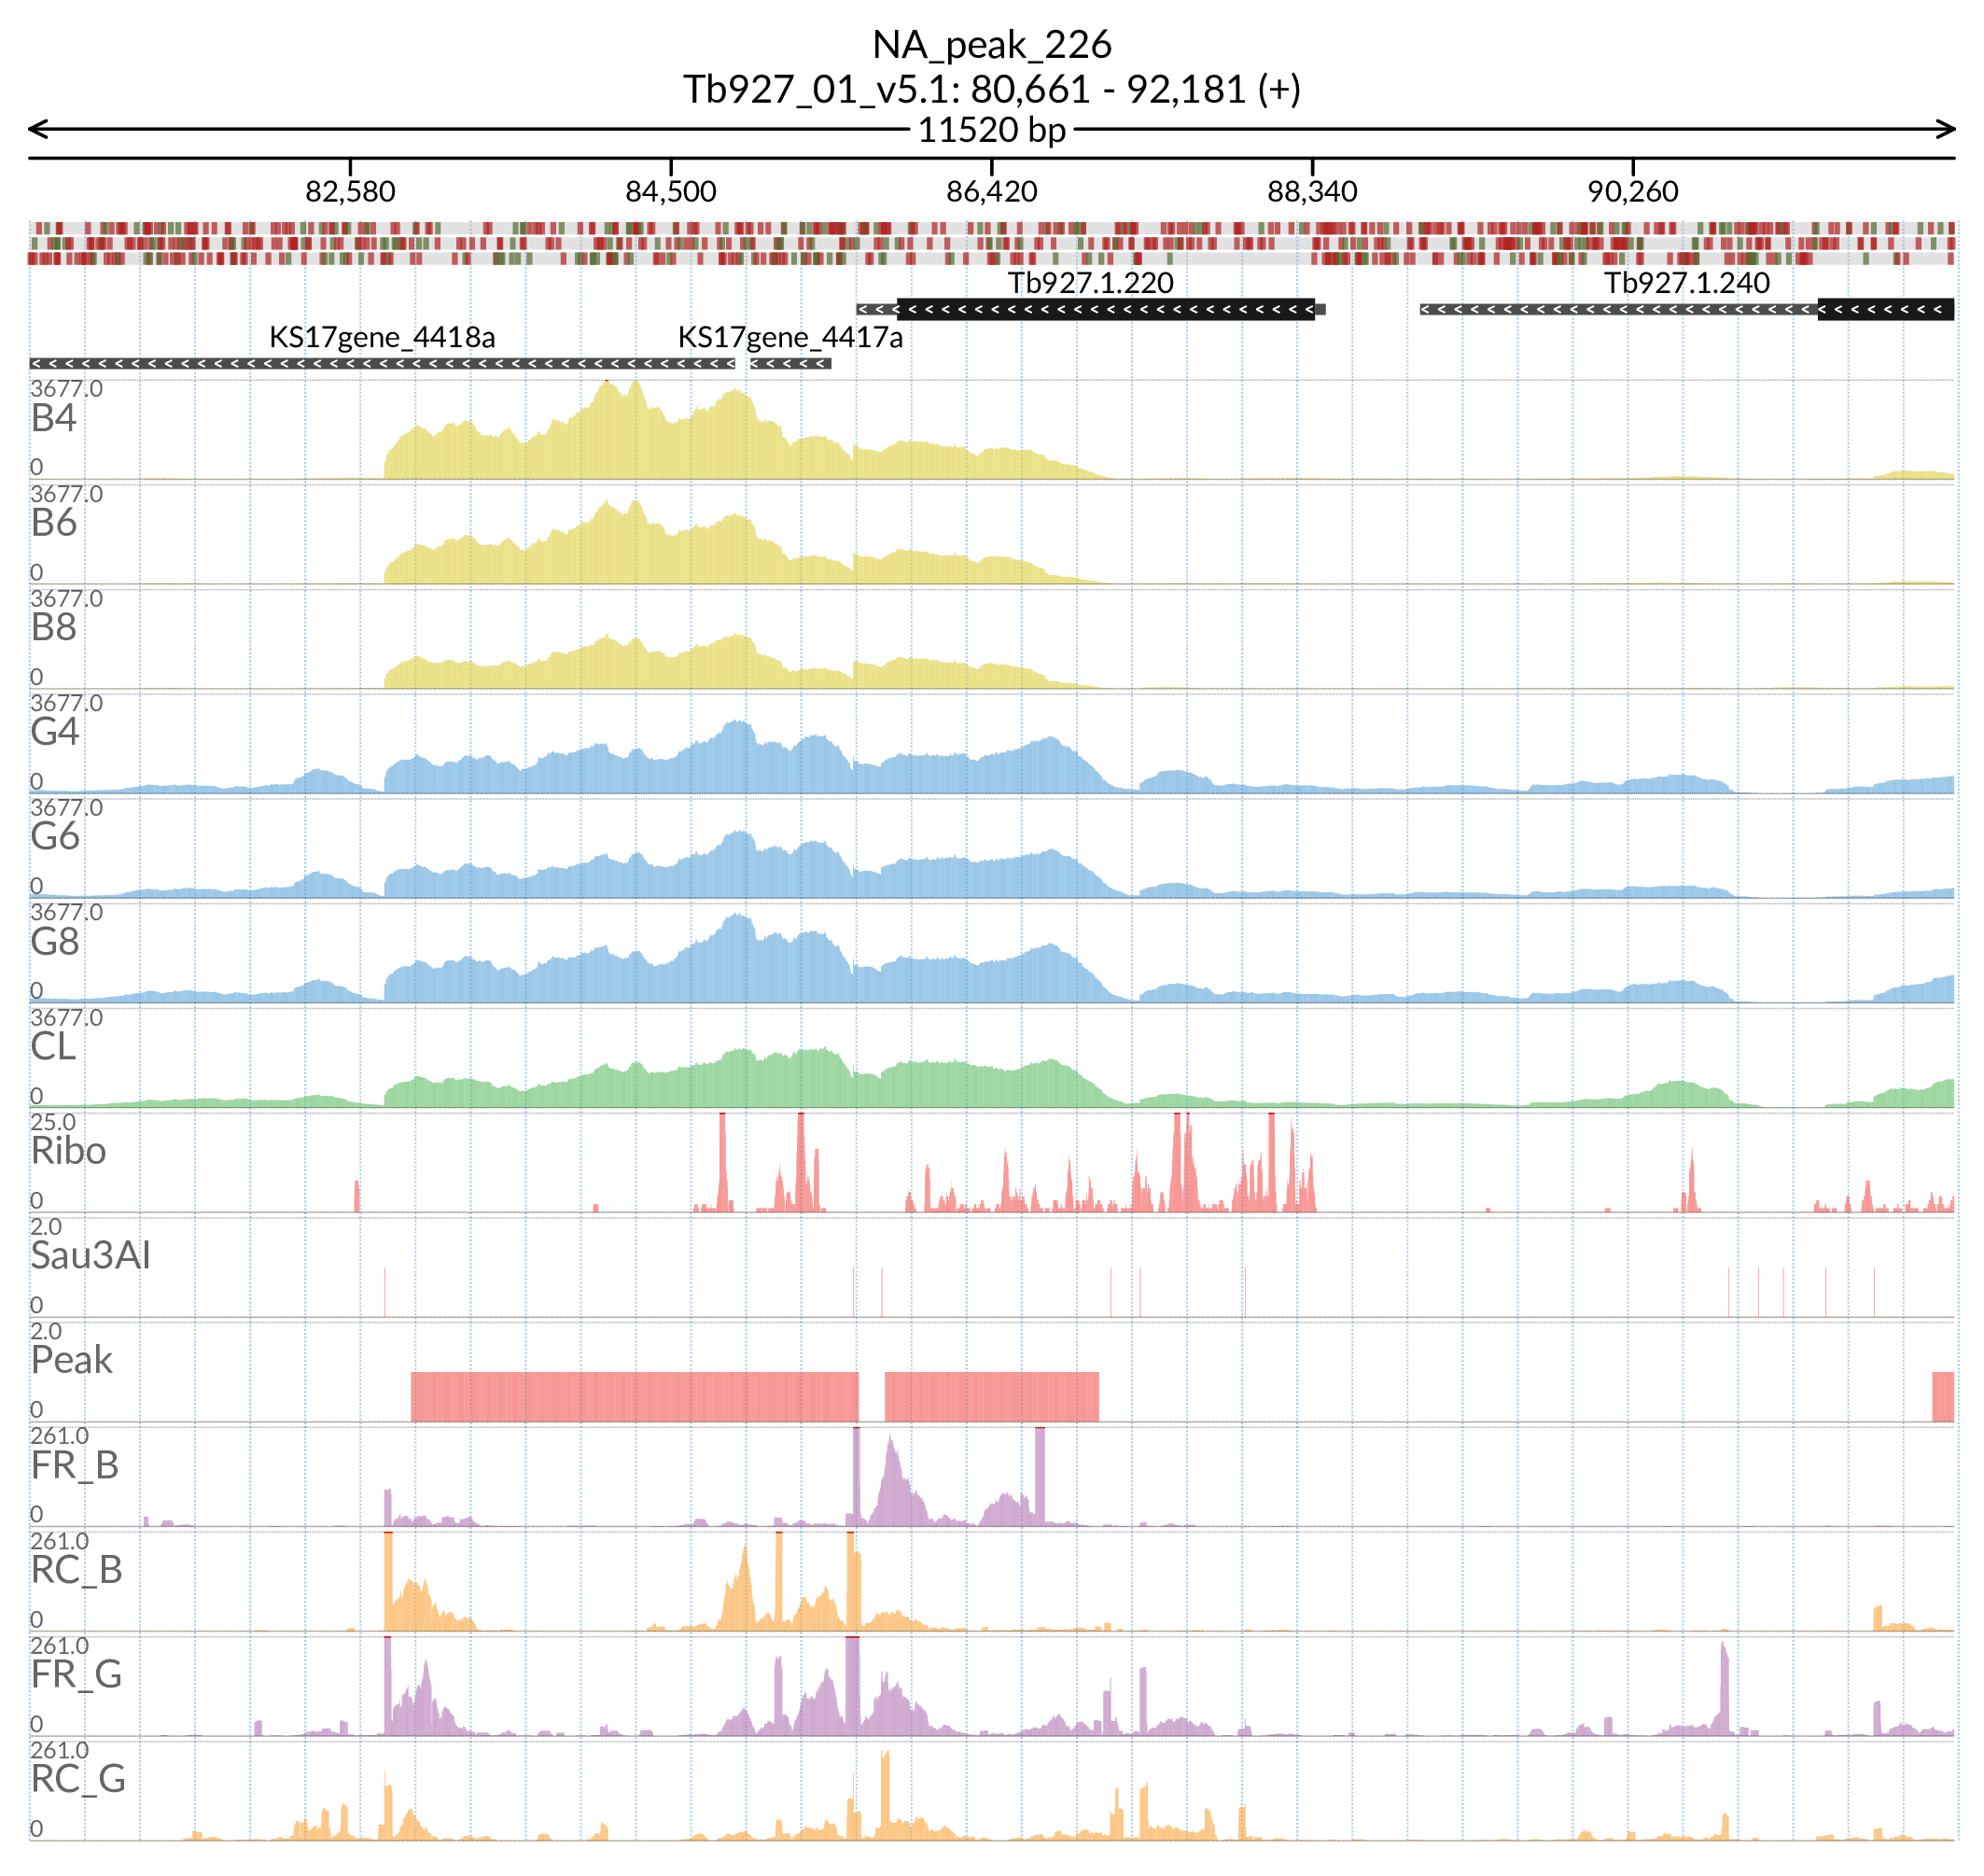 NA_peak_226
Tb927_01_v5.1: 80,661 - 92,181 (+)
11520 bp
82,580 84,500 86,420 88,340 90,260
Tb927.1.220 Tb927.1.240
KS17gene_4418a KS17gene_4417a
3677.0
B4
0
3677.0
B6
0
3677.0
B8
0
3677.0
G4
0
3677.0
G6
0
3677.0
G8
0
3677.0
CL
0
25.0
Ribo
0
2.0
Sau3AI
0
2.0
Peak
0
261.0
FR_B
0
261.0
RC_B
0
261.0
FR_G
0
261.0
RC_G
0